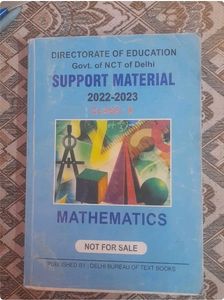 DIRECTORATE OF EDUCATION
Govt. of NCT of Delhi
SUPPORT MATERIAL
2022-2023
MATHEMATICS
NOT FOR SALE
PUBLISHED BY : DELHI BUREAU OF TEXT BOOKS